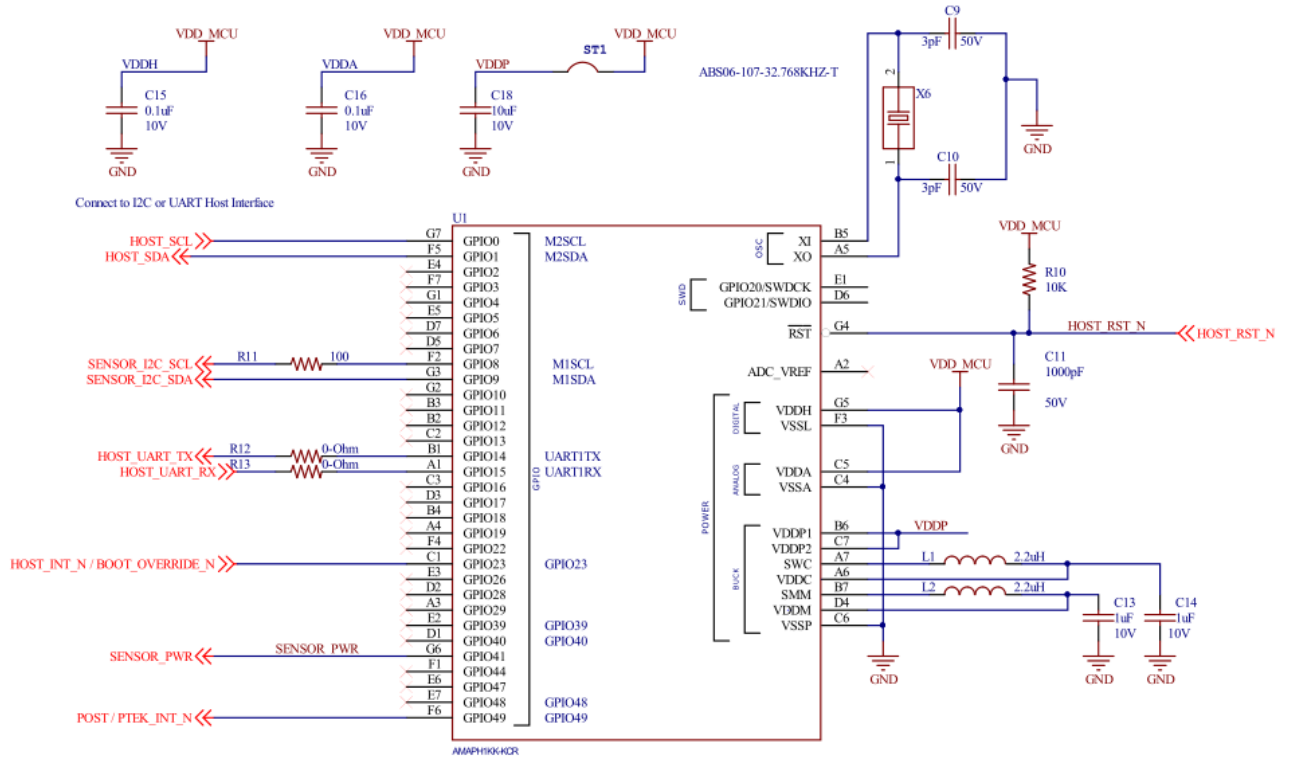 VDD_MCU
VDDH
C15
0.1uF
10V
GND
VDD_MCU
VDDA
C16
0.1uF
10V
GND
VDD_MCU
ST1
VDDP
C18
10uF
10V
GND
ABS06-107-32.768KHZ-T
C9
3pF 50V
2
X6
1
C10
3pF 50V
GND
Connect to I2C or UART Host Interface
U1
HOST_SCL G7 GPIO0 M2SCL
HOST_SDA F5 GPIO1 M2SDA
E4 GPIO2
F7 GPIO3
G1 GPIO4
E5 GPIO5
D7 GPIO6
D5 GPIO7
SENSOR_I2C_SCL R11 100 F2 GPIO8 M1SCL
SENSOR_I2C_SDA G3 GPIO9 M1SDA
G2 GPIO10
B3 GPIO11
B2 GPIO12
C2 GPIO13
HOST_UART_TX R12 0-Ohm B1 GPIO14 UART1TX
HOST_UART_RX R13 0-Ohm A1 GPIO15 UART1RX
C3 GPIO16
D3 GPIO17
B4 GPIO18
A4 GPIO19
F4 GPIO22
HOST_INT_N / BOOT_OVERRIDE_N C1 GPIO23 GPIO23
E3 GPIO26
D2 GPIO28
A3 GPIO29
E2 GPIO39 GPIO39
D1 GPIO40 GPIO40
SENSOR_PWR SENSOR_PWR G6 GPIO41
F1 GPIO44
E6 GPIO47
E7 GPIO48 GPIO48
POST / PTEK_INT_N F6 GPIO49 GPIO49
GPIO
AMAPH1KK-KCR
OSC
XI B5
XO A5
SWD
GPIO20/SWDCK E1
GPIO21/SWDIO D6
RST G4
ADC_VREF A2
POWER
DIGITAL
VDDH G5
VSSL F3
ANALOG
VDDA C5
VSSA C4
BUCK
VDDP1 B6 VDDP
VDDP2 C7
SWC A7 L1 2.2uH
VDDC A6
SMM B7 L2 2.2uH
VDDM D4
VSSP C6
GND
VDD_MCU
R10
10K
HOST_RST_N
HOST_RST_N
C11
1000pF
50V
GND
VDD_MCU
C13
1uF
10V
GND
C14
1uF
10V
GND